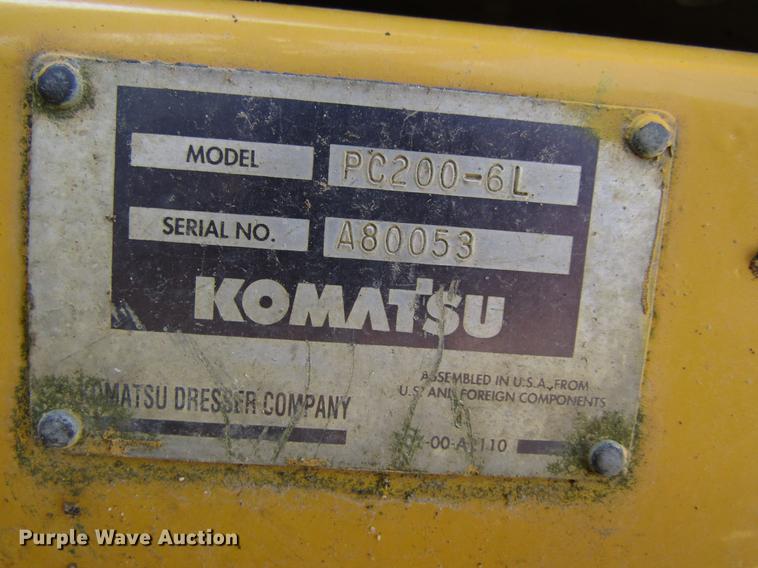 MODEL PC200-6L
SERIAL NO. A80053
KOMATSU
ASSEMBLED IN U.S.A. FROM
U.S. AND FOREIGN COMPONENTS
KOMATSU DRESSER COMPANY
Purple Wave Auction